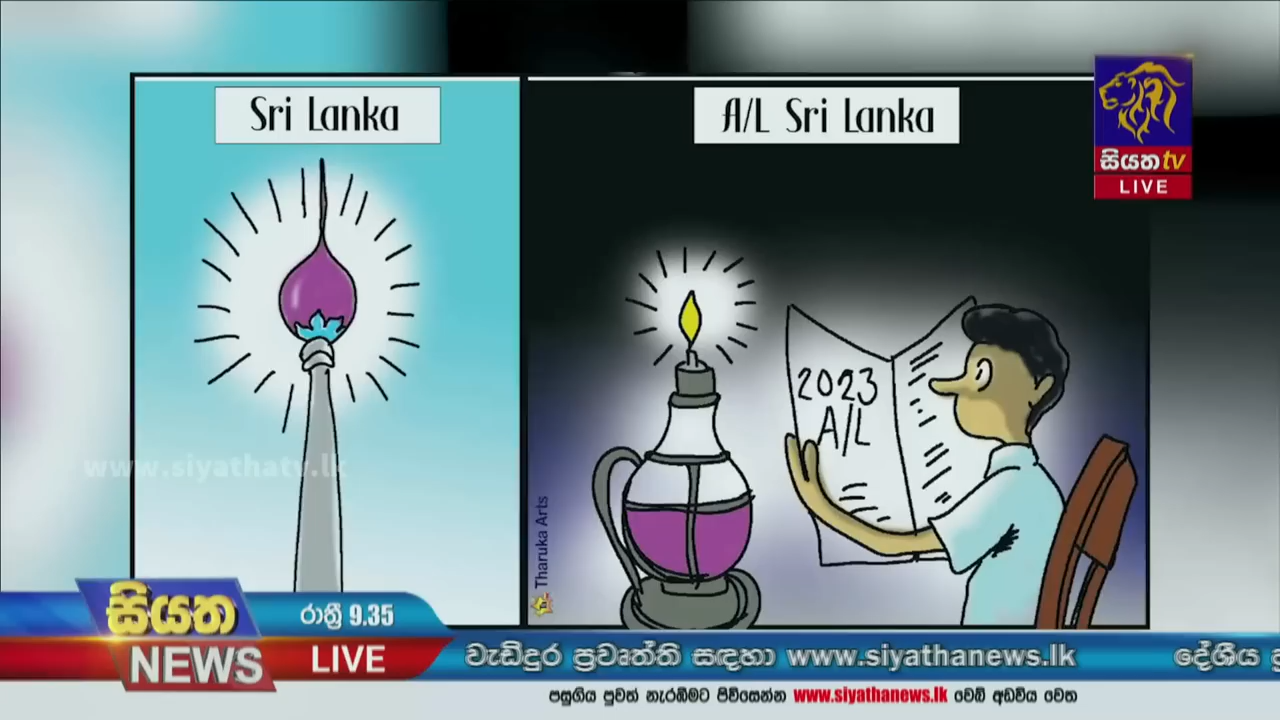 Sri Lanka
A/L Sri Lanka
සියත tv
LIVE
2023
A/L
www.siyathatv.lk
Tharuka Arts
සියත
NEWS
රාත්‍රී 9.35
LIVE
වැඩිදුර ප්‍රවෘත්ති සඳහා www.siyathanews.lk
දේශීය
පසුගිය පුවත් නැරඹීමට පිවිසෙන්න www.siyathanews.lk වෙබ් අඩවිය වෙත